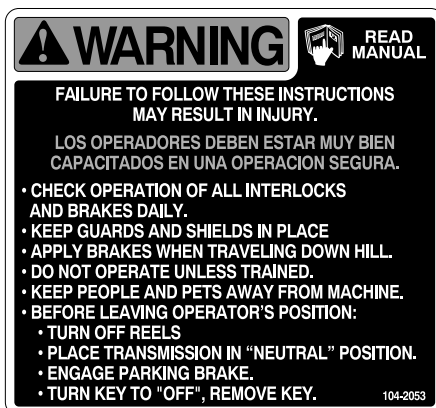 WARNING
READ
MANUAL
FAILURE TO FOLLOW THESE INSTRUCTIONS
MAY RESULT IN INJURY.
LOS OPERADORES DEBEN ESTAR MUY BIEN
CAPACITADOS EN UNA OPERACION SEGURA.
• CHECK OPERATION OF ALL INTERLOCKS
AND BRAKES DAILY.
• KEEP GUARDS AND SHIELDS IN PLACE
• APPLY BRAKES WHEN TRAVELING DOWN HILL.
• DO NOT OPERATE UNLESS TRAINED.
• KEEP PEOPLE AND PETS AWAY FROM MACHINE.
• BEFORE LEAVING OPERATOR'S POSITION:
• TURN OFF REELS
• PLACE TRANSMISSION IN “NEUTRAL” POSITION.
• ENGAGE PARKING BRAKE.
• TURN KEY TO "OFF", REMOVE KEY.
104-2053